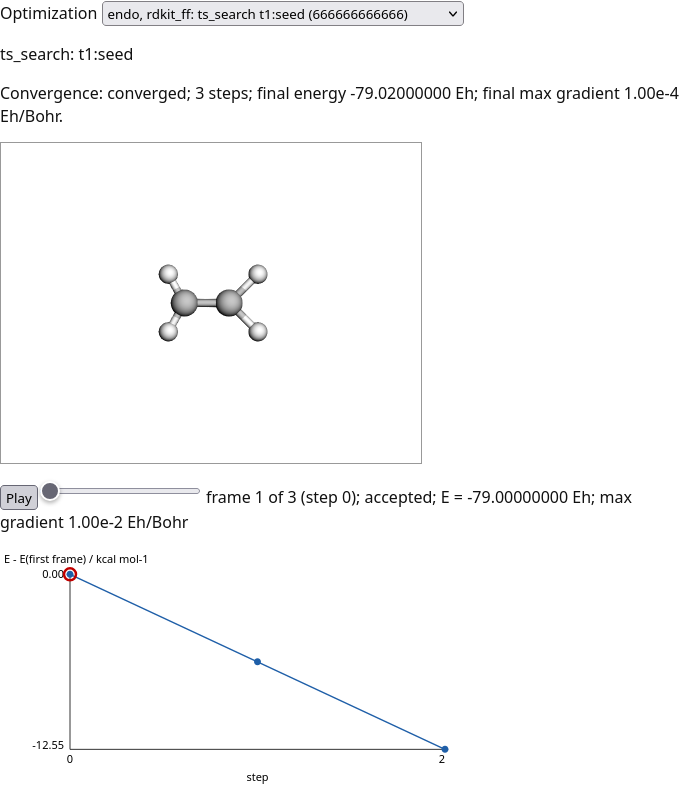 Optimization endo, rdkit_ff: ts_search t1:seed (666666666666)
ts_search: t1:seed
Convergence: converged; 3 steps; final energy -79.02000000 Eh; final max gradient 1.00e-4
Eh/Bohr.
Play frame 1 of 3 (step 0); accepted; E = -79.00000000 Eh; max
gradient 1.00e-2 Eh/Bohr
E - E(first frame) / kcal mol-1
0.00
-12.55
0 2
step